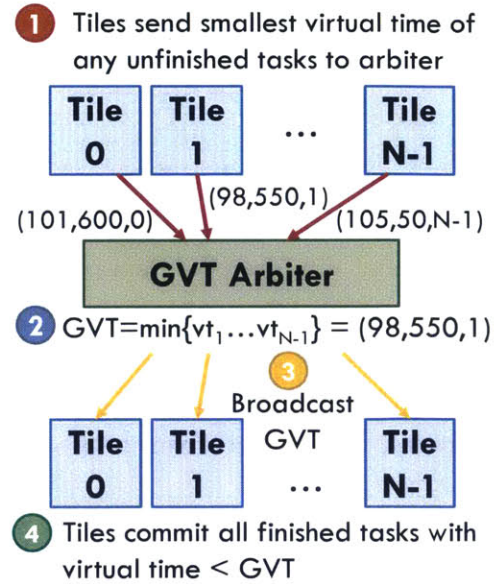 1 Tiles send smallest virtual time of
any unfinished tasks to arbiter
Tile 0
Tile 1
...
Tile N-1
(101,600,0)
(98,550,1)
(105,50,N-1)
GVT Arbiter
2 GVT=min{vt₁...vtN-1} = (98,550,1)
3
Broadcast
GVT
Tile 0
Tile 1
...
Tile N-1
4 Tiles commit all finished tasks with
virtual time < GVT